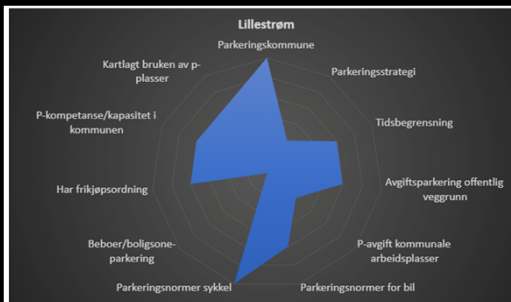 Lillestrøm
Parkeringskommune
Parkeringsstrategi
Tidsbegrensning
Avgiftsparkering offentlig
veggrunn
P-avgift kommunale
arbeidsplasser
Parkeringsnormer for bil
Parkeringsnormer sykkel
Beboer/boligsone-
parkering
Har frikjøpsordning
P-kompetanse/kapasitet i
kommunen
Kartlagt bruken av p-
plasser